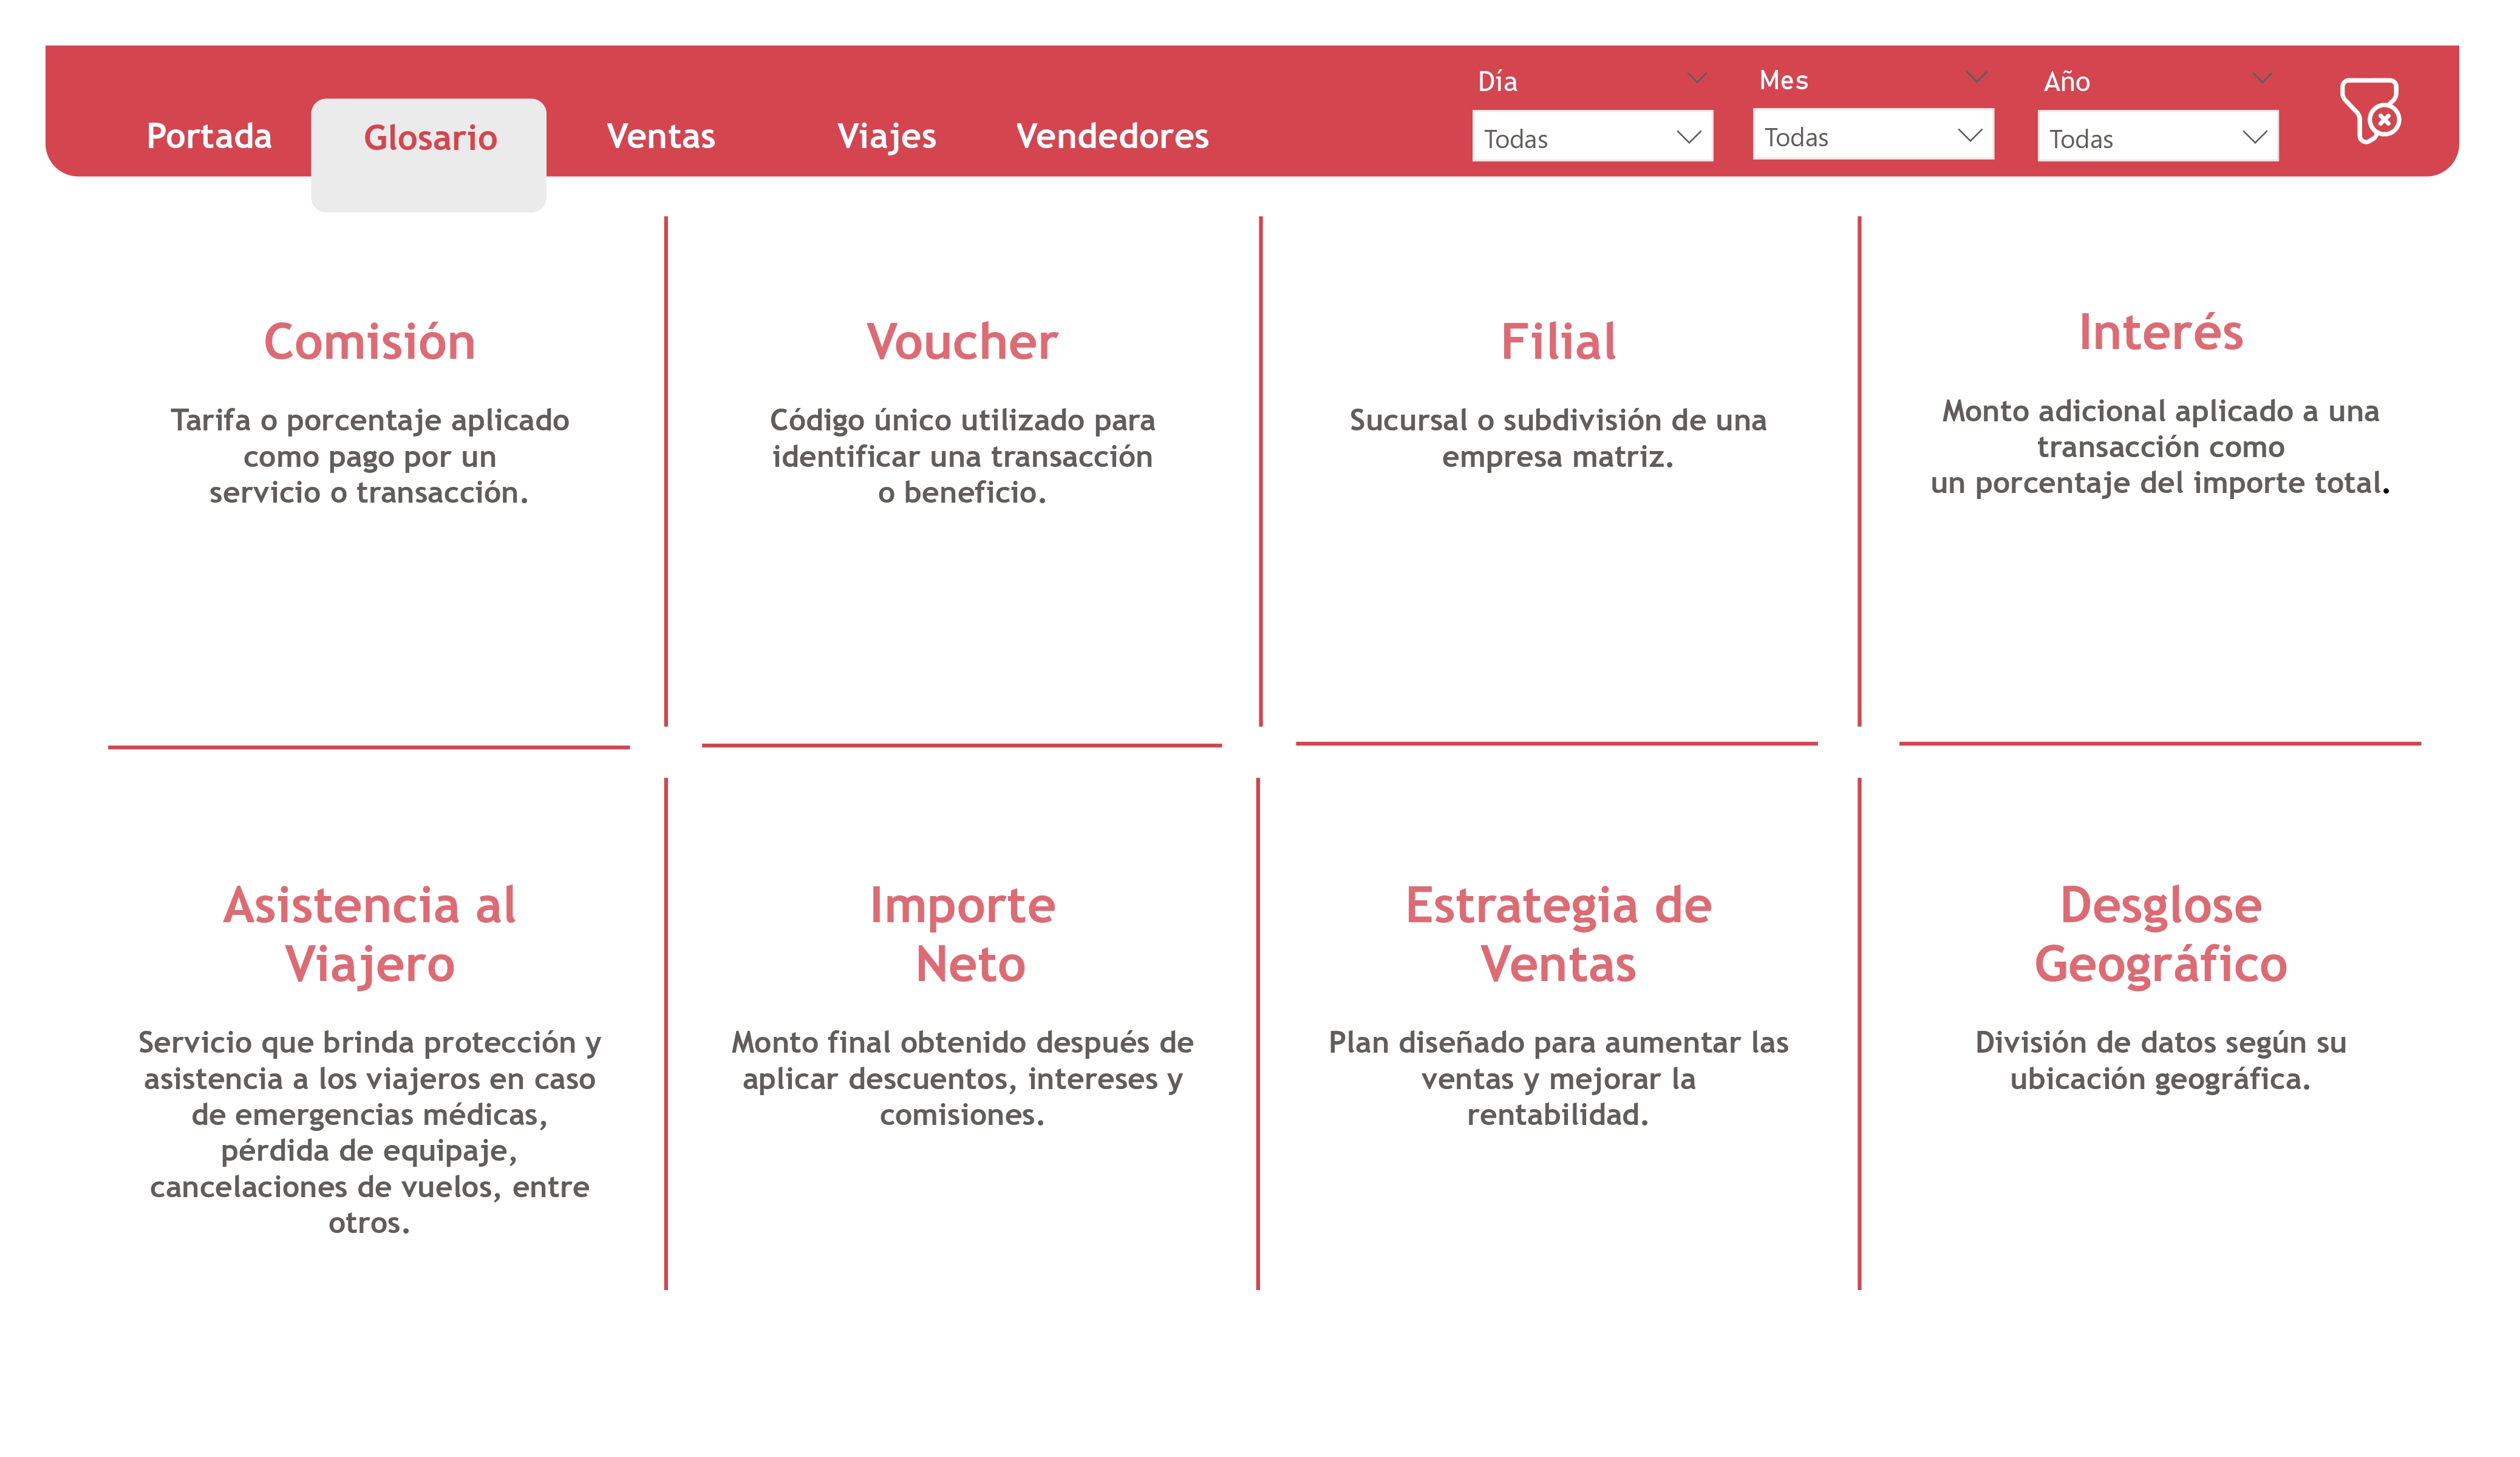 Portada
Glosario
Ventas
Viajes
Vendedores
Día
Todas
Mes
Todas
Año
Todas
Comisión
Tarifa o porcentaje aplicado
como pago por un
servicio o transacción.
Voucher
Código único utilizado para
identificar una transacción
o beneficio.
Filial
Sucursal o subdivisión de una
empresa matriz.
Interés
Monto adicional aplicado a una
transacción como
un porcentaje del importe total.
Asistencia al
Viajero
Servicio que brinda protección y
asistencia a los viajeros en caso
de emergencias médicas,
pérdida de equipaje,
cancelaciones de vuelos, entre
otros.
Importe
Neto
Monto final obtenido después de
aplicar descuentos, intereses y
comisiones.
Estrategia de
Ventas
Plan diseñado para aumentar las
ventas y mejorar la
rentabilidad.
Desglose
Geográfico
División de datos según su
ubicación geográfica.